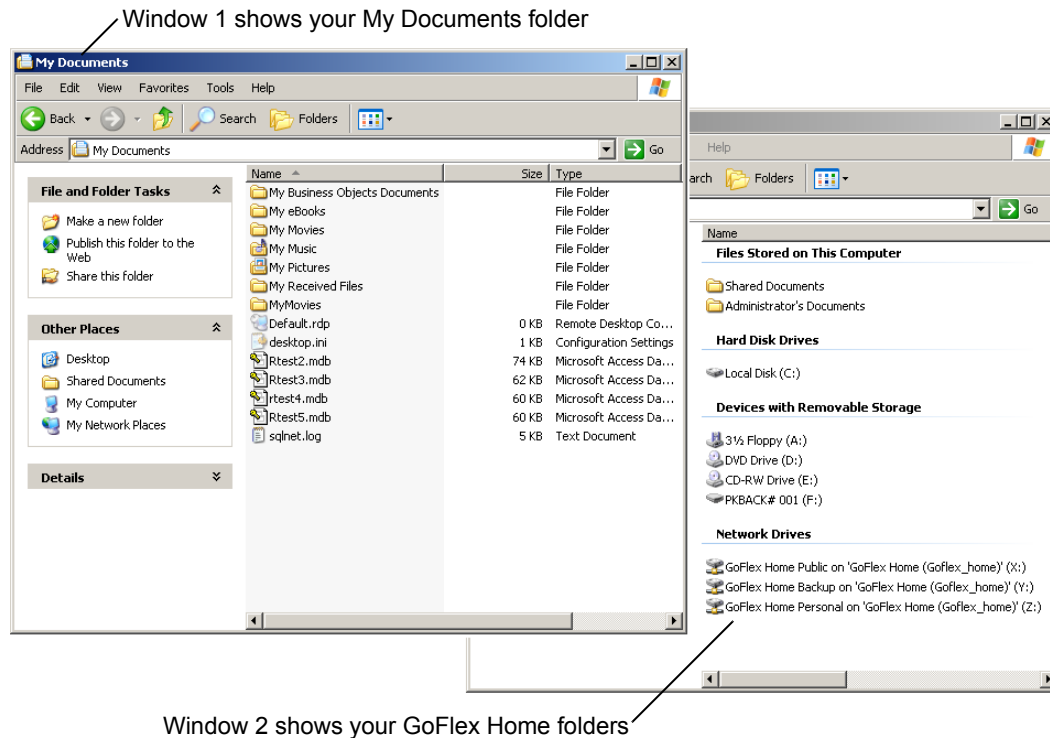 Window 1 shows your My Documents folder
My Documents
File Edit View Favorites Tools Help
Back Search Folders
Address My Documents Go
File and Folder Tasks
Make a new folder
Publish this folder to the
Web
Share this folder
Other Places
Desktop
Shared Documents
My Computer
My Network Places
Details
Name Size Type
My Business Objects Documents File Folder
My eBooks File Folder
My Movies File Folder
My Music File Folder
My Pictures File Folder
My Received Files File Folder
MyMovies File Folder
Default.rdp 0 KB Remote Desktop Co...
desktop.ini 1 KB Configuration Settings
Rtest2.mdb 74 KB Microsoft Access Da...
Rtest3.mdb 62 KB Microsoft Access Da...
rtest4.mdb 60 KB Microsoft Access Da...
Rtest5.mdb 60 KB Microsoft Access Da...
sqlnet.log 5 KB Text Document
Help
arch Folders
Go
Name
Files Stored on This Computer
Shared Documents
Administrator's Documents
Hard Disk Drives
Local Disk (C:)
Devices with Removable Storage
3½ Floppy (A:)
DVD Drive (D:)
CD-RW Drive (E:)
PKBACK# 001 (F:)
Network Drives
GoFlex Home Public on 'GoFlex Home (Goflex_home)' (X:)
GoFlex Home Backup on 'GoFlex Home (Goflex_home)' (Y:)
GoFlex Home Personal on 'GoFlex Home (Goflex_home)' (Z:)
Window 2 shows your GoFlex Home folders